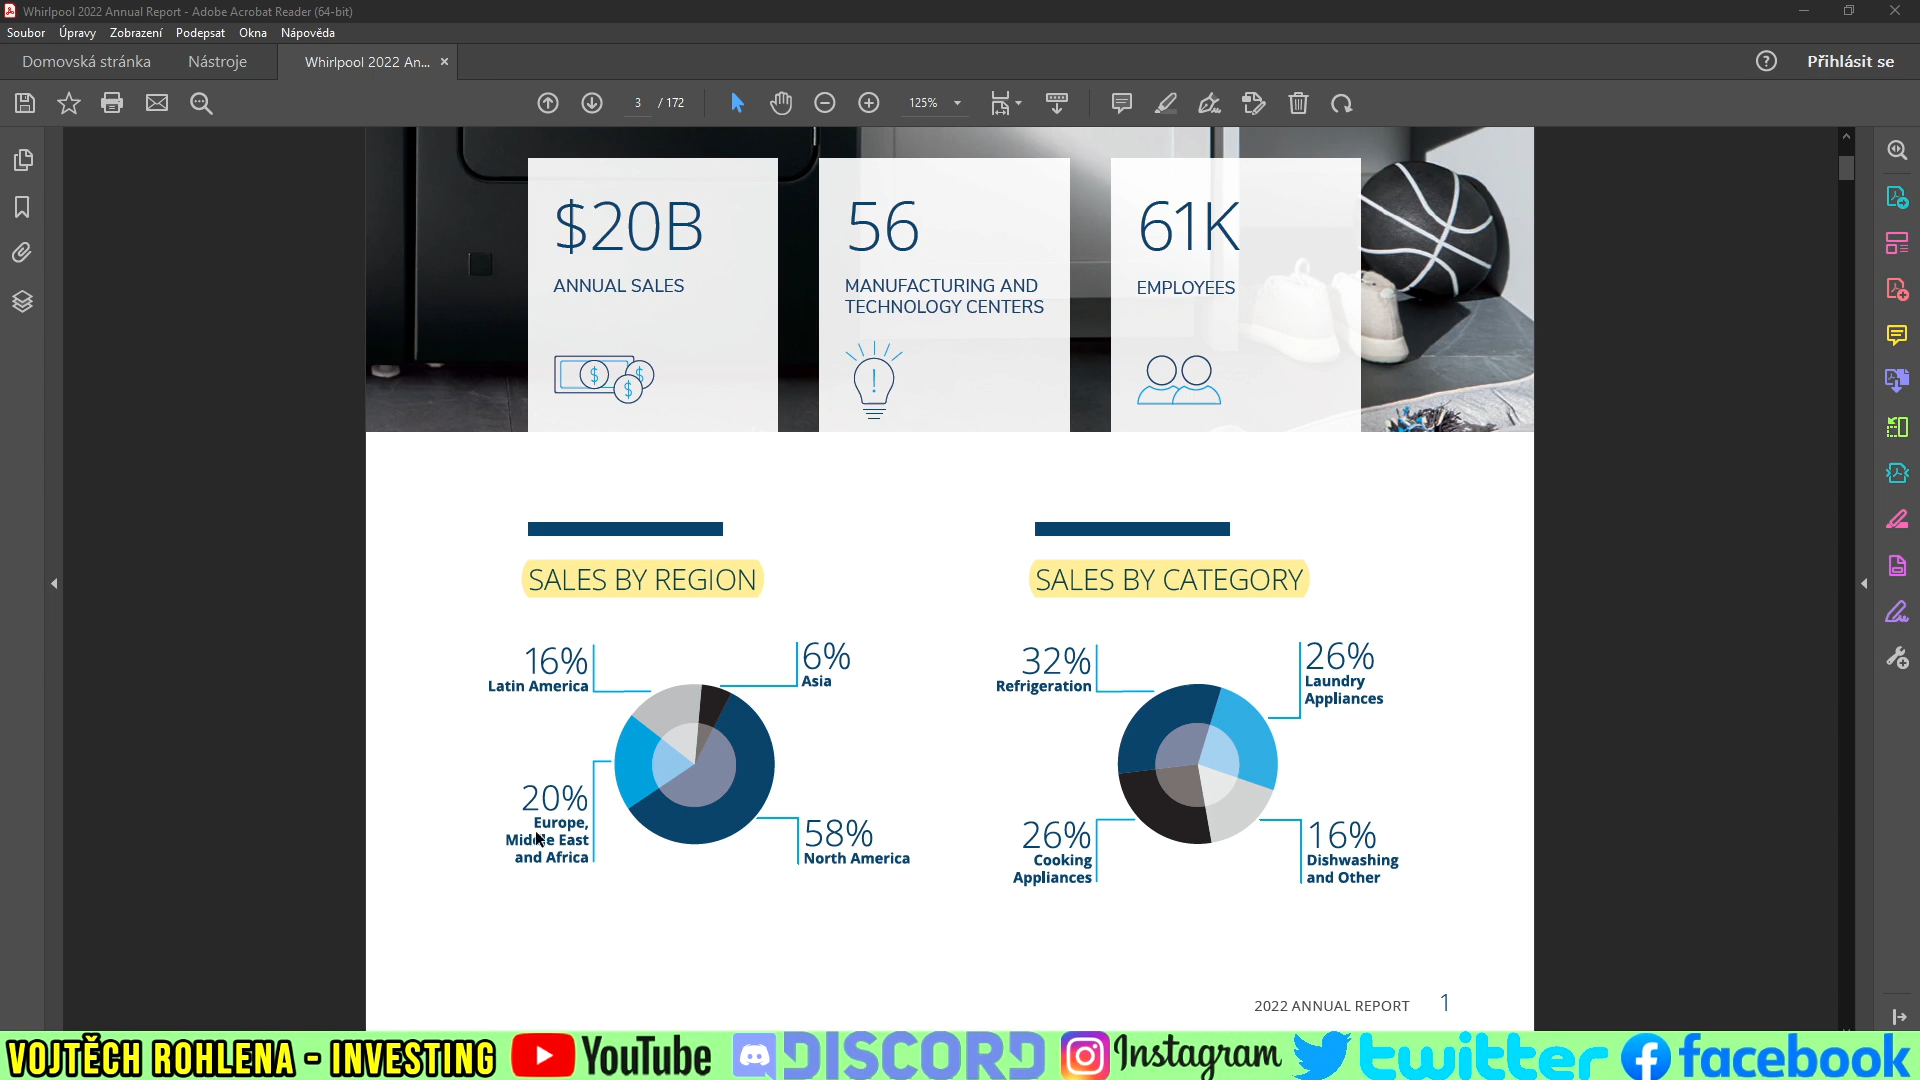 Whirlpool 2022 Annual Report - Adobe Acrobat Reader (64-bit)
Soubor Úpravy Zobrazení Podepsat Okna Nápověda
Domovská stránka Nástroje Whirlpool 2022 An... × ? Přihlásit se
3 / 172 125%
$20B
ANNUAL SALES
56
MANUFACTURING AND
TECHNOLOGY CENTERS
61K
EMPLOYEES
SALES BY REGION
16%
Latin America
6%
Asia
20%
Europe,
Middle East
and Africa
58%
North America
SALES BY CATEGORY
32%
Refrigeration
26%
Laundry
Appliances
26%
Cooking
Appliances
16%
Dishwashing
and Other
2022 ANNUAL REPORT 1
VOJTĚCH ROHLENA - INVESTING YouTube DISCORD Instagram twitter facebook